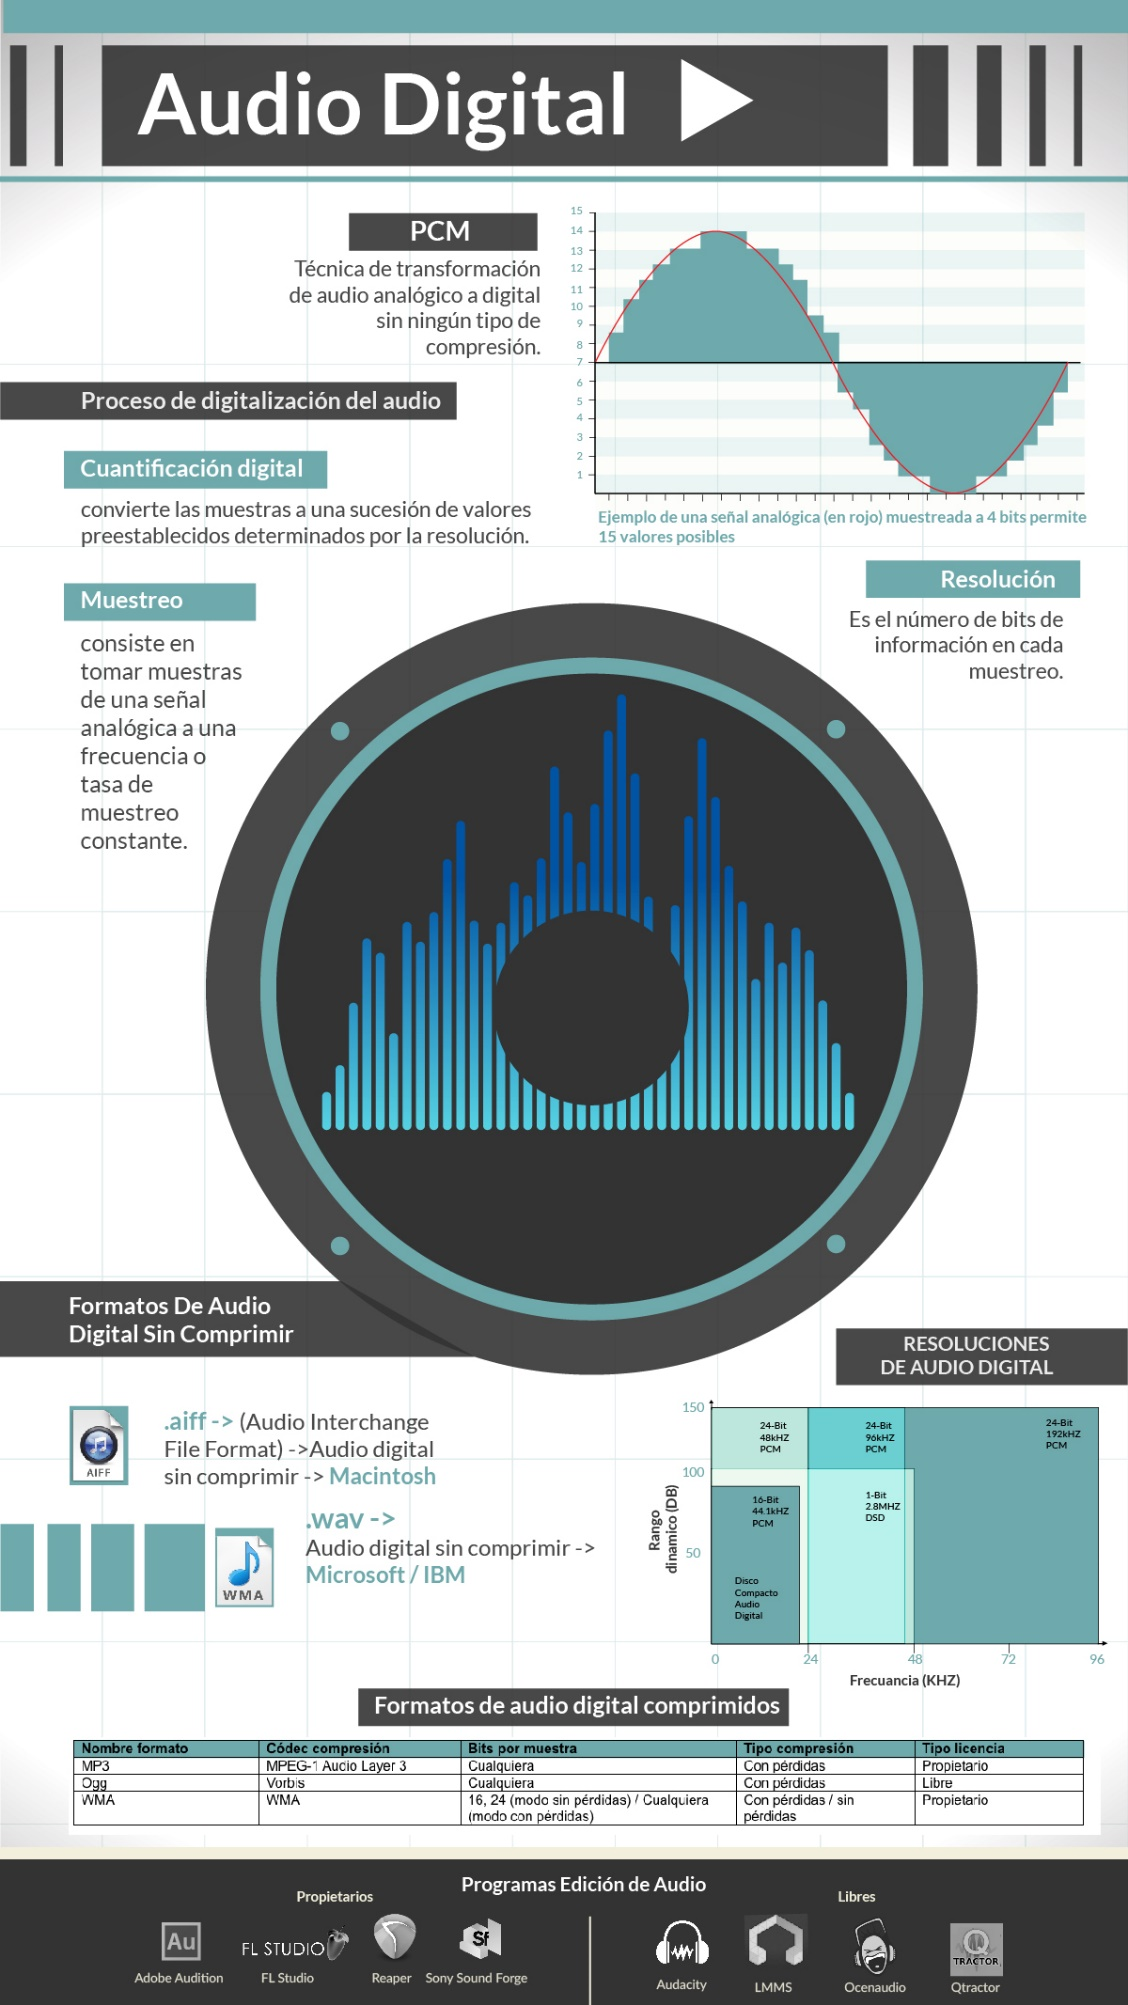 Audio Digital
PCM
Técnica de transformación
de audio analógico a digital
sin ningún tipo de
compresión.
15
14
13
12
11
10
9
8
7
6
5
4
3
2
1
Ejemplo de una señal analógica (en rojo) muestreada a 4 bits permite
15 valores posibles
Proceso de digitalización del audio
Cuantificación digital
convierte las muestras a una sucesión de valores
preestablecidos determinados por la resolución.
Resolución
Es el número de bits de
información en cada
muestreo.
Muestreo
consiste en
tomar muestras
de una señal
analógica a una
frecuencia o
tasa de
muestreo
constante.
Formatos De Audio
Digital Sin Comprimir
AIFF
.aiff -> (Audio Interchange
File Format) ->Audio digital
sin comprimir -> Macintosh
WMA
.wav ->
Audio digital sin comprimir ->
Microsoft / IBM
RESOLUCIONES
DE AUDIO DIGITAL
150
100
50
Rango
dinamico (DB)
24-Bit
48kHZ
PCM
24-Bit
96kHZ
PCM
24-Bit
192kHZ
PCM
16-Bit
44.1kHZ
PCM
1-Bit
2.8MHZ
DSD
Disco
Compacto
Audio
Digital
0 24 48 72 96
Frecuancia (KHZ)
Formatos de audio digital comprimidos
Nombre formato Códec compresión Bits por muestra Tipo compresión Tipo licencia
MP3 MPEG-1 Audio Layer 3 Cualquiera Con pérdidas Propietario
Ogg Vorbis Cualquiera Con pérdidas Libre
WMA WMA 16, 24 (modo sin pérdidas) / Cualquiera Con pérdidas / sin Propietario
(modo con pérdidas) pérdidas
Programas Edición de Audio
Propietarios
Libres
Au
FL STUDIO
Sf
Q
TRACTOR
Adobe Audition FL Studio Reaper Sony Sound Forge
Audacity LMMS Ocenaudio Qtractor